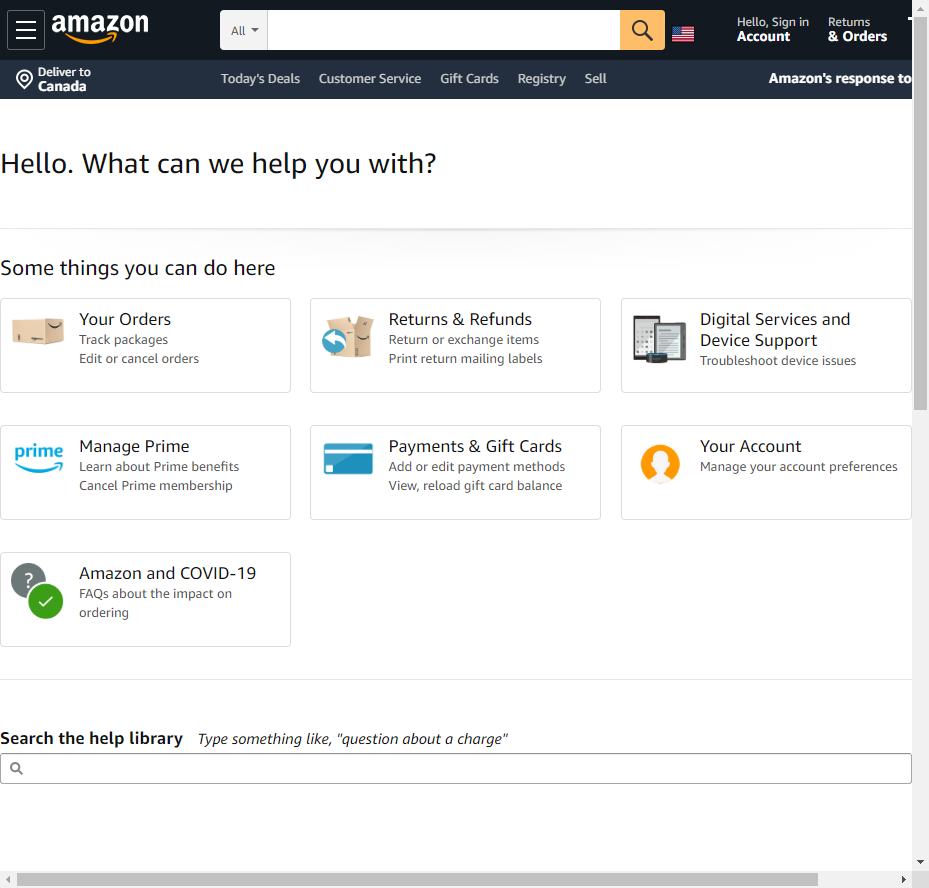 amazon
All
Hello, Sign in
Account
Returns
& Orders
Deliver to
Canada
Today's Deals
Customer Service
Gift Cards
Registry
Sell
Amazon's response to
Hello. What can we help you with?
Some things you can do here
Your Orders
Track packages
Edit or cancel orders
Returns & Refunds
Return or exchange items
Print return mailing labels
Digital Services and
Device Support
Troubleshoot device issues
prime
Manage Prime
Learn about Prime benefits
Cancel Prime membership
Payments & Gift Cards
Add or edit payment methods
View, reload gift card balance
Your Account
Manage your account preferences
?
Amazon and COVID-19
FAQs about the impact on
ordering
Search the help library Type something like, "question about a charge"